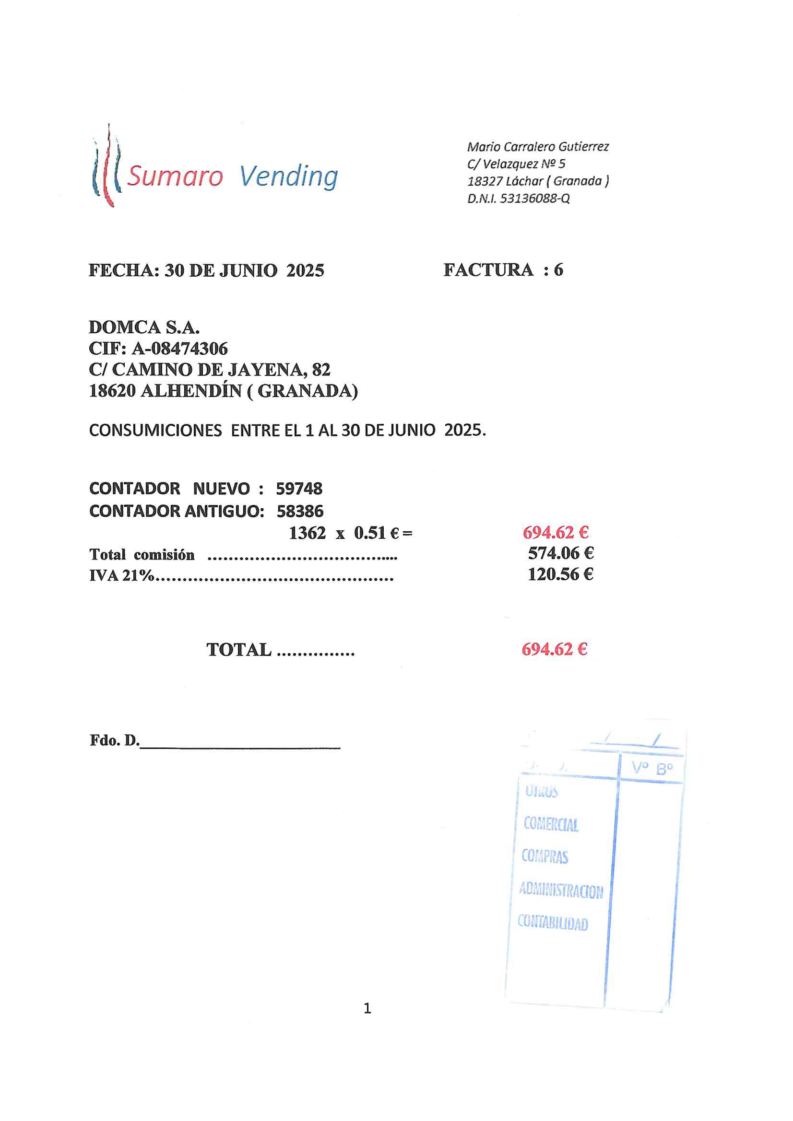 Sumaro Vending
Mario Carralero Gutierrez
C/ Velazquez Nº 5
18327 Láchar ( Granada )
D.N.I. 53136088-Q
FECHA: 30 DE JUNIO 2025
FACTURA : 6
DOMCA S.A.
CIF: A-08474306
C/ CAMINO DE JAYENA, 82
18620 ALHENDÍN ( GRANADA)
CONSUMICIONES ENTRE EL 1 AL 30 DE JUNIO 2025.
CONTADOR NUEVO : 59748
CONTADOR ANTIGUO: 58386
1362 x 0.51 € = 694.62 €
Total comisión ...................................... 574.06 €
IVA 21%............................................ 120.56 €
TOTAL ............... 694.62 €
Fdo. D.______________________
/ /
Vº Bº
COMERCIAL
COMPRAS
ADMINISTRACION
CONTABILIDAD
1